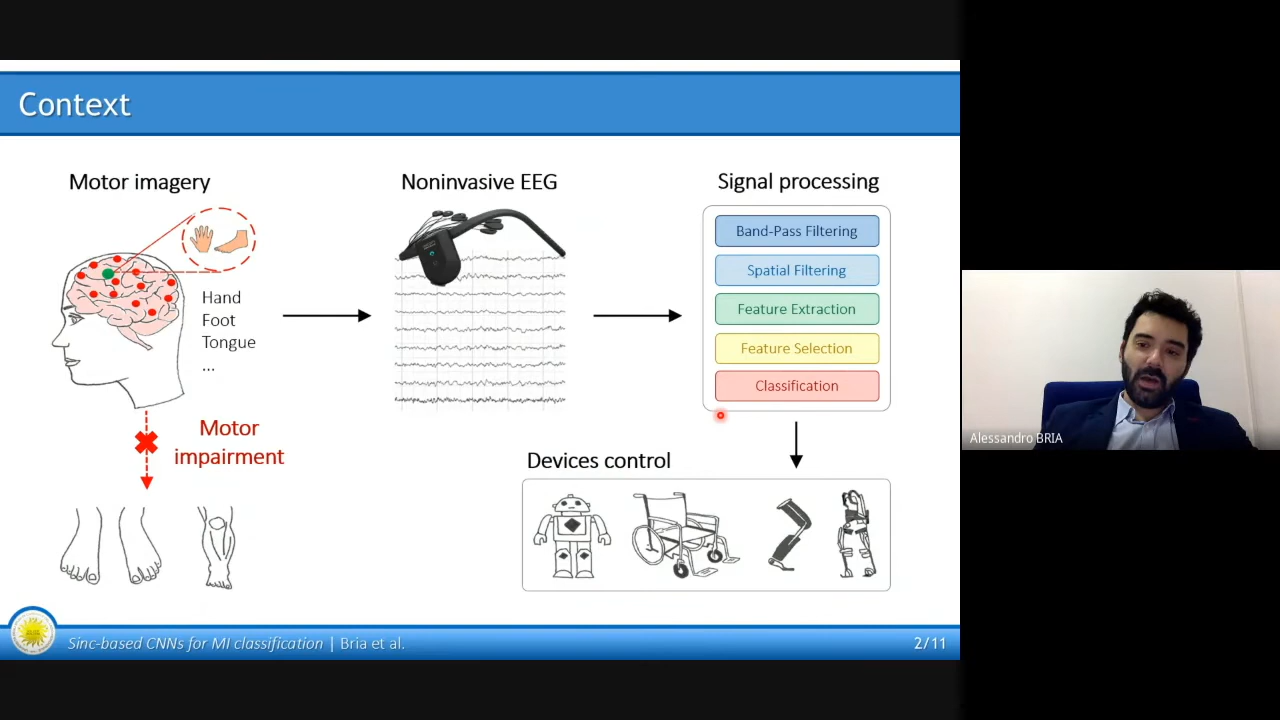 Context
Motor imagery
Hand
Foot
Tongue
...
Motor
impairment
Noninvasive EEG
Signal processing
Band-Pass Filtering
Spatial Filtering
Feature Extraction
Feature Selection
Classification
Devices control
Sinc-based CNNs for MI classification | Bria et al.
2/11
Alessandro BRIA